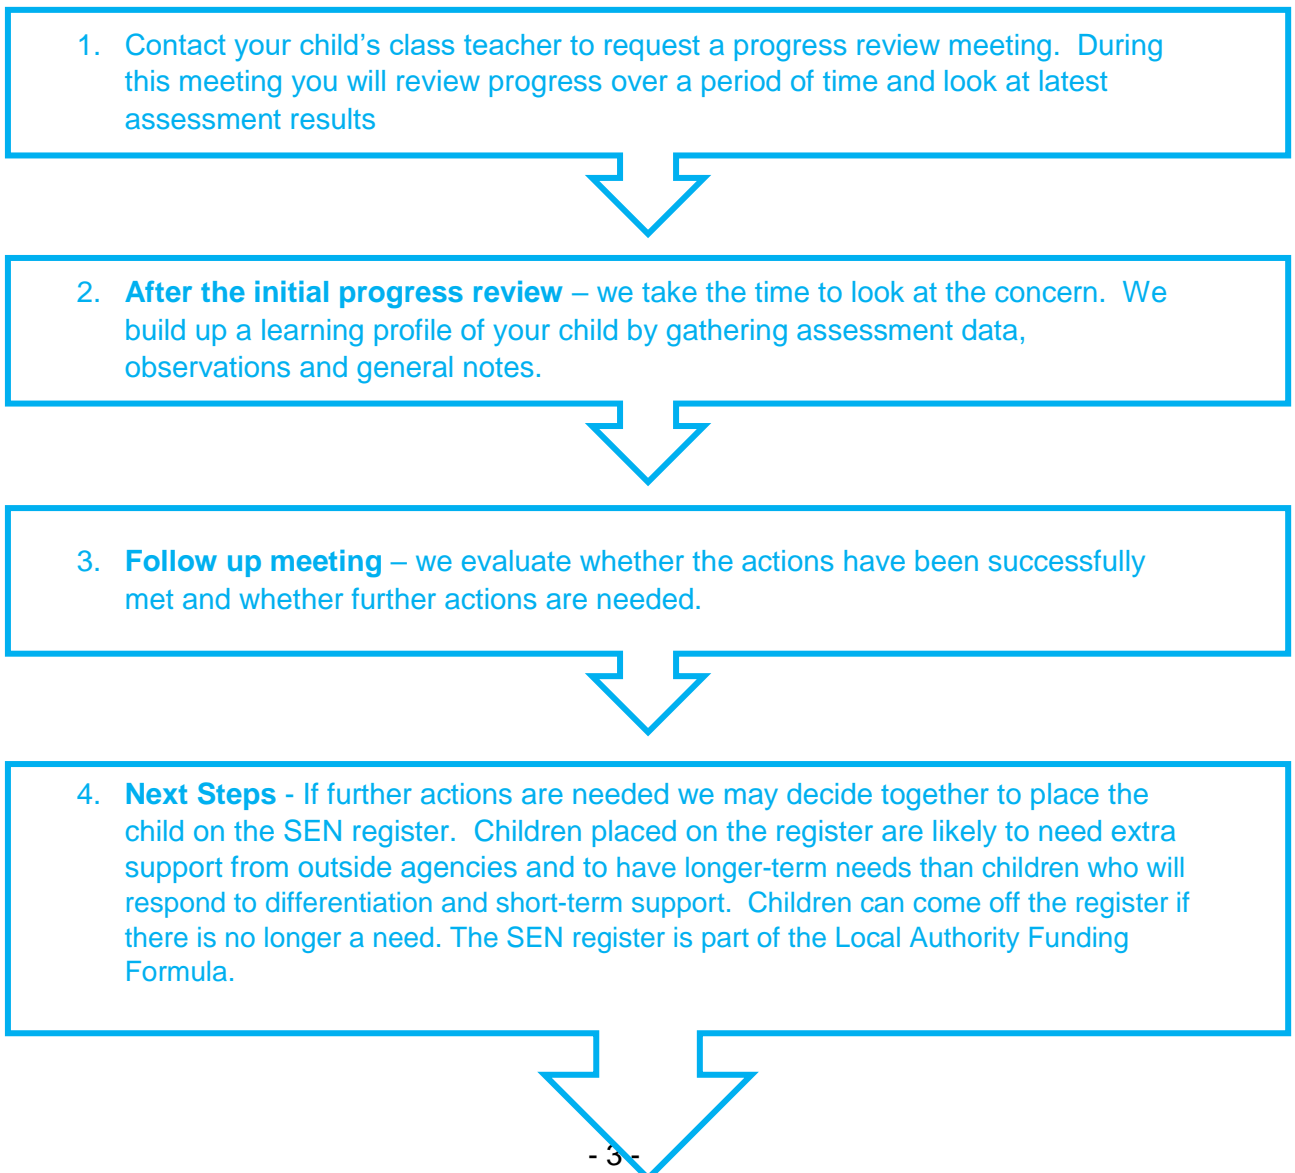 1. Contact your child’s class teacher to request a progress review meeting.  During
this meeting you will review progress over a period of time and look at latest
assessment results
2. After the initial progress review – we take the time to look at the concern.  We
build up a learning profile of your child by gathering assessment data,
observations and general notes.
3. Follow up meeting – we evaluate whether the actions have been successfully
met and whether further actions are needed.
4. Next Steps - If further actions are needed we may decide together to place the
child on the SEN register.  Children placed on the register are likely to need extra
support from outside agencies and to have longer-term needs than children who will
respond to differentiation and short-term support.  Children can come off the register if
there is no longer a need. The SEN register is part of the Local Authority Funding
Formula.
- 3 -